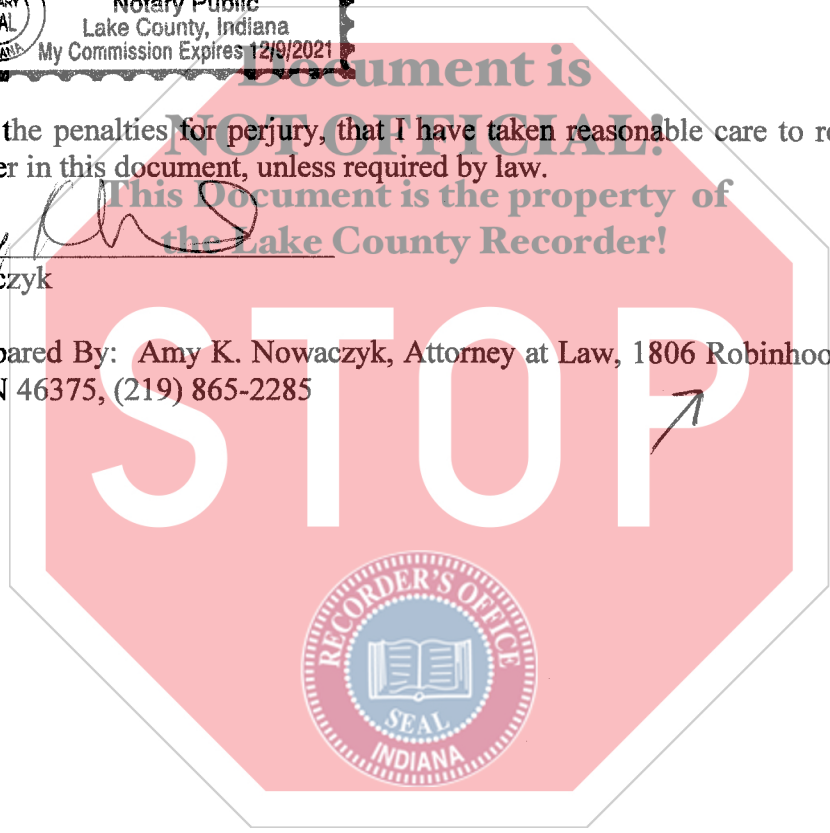 Notary Public
Lake County, Indiana
My Commission Expires 12/9/2021
Document is
the penalties for perjury, that I have taken reasonable care to
NOT OFFICIAL!
in this document, unless required by law.
This Document is the property of
the Lake County Recorder!
czyk
pared By: Amy K. Nowaczyk, Attorney at Law, 1806 Robinhoo
46375, (219) 865-2285
STOP
RECORDER'S OFFICE
SEAL
INDIANA